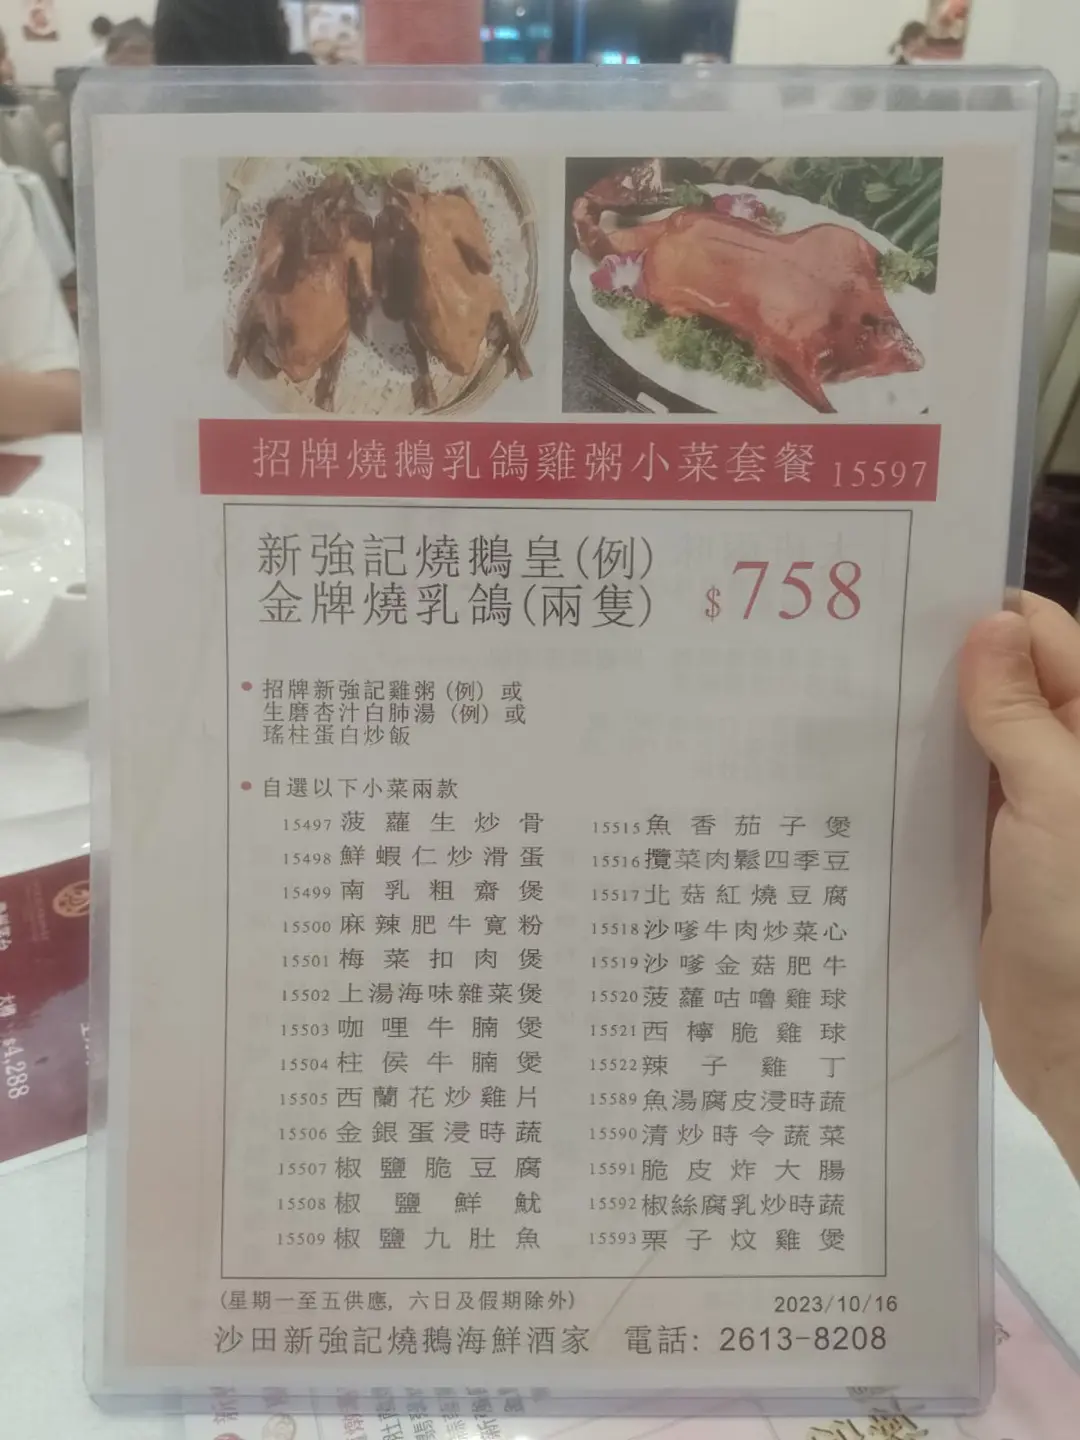 招牌燒鵝乳鴿雞粥小菜套餐 15597
新強記燒鵝皇(例)
金牌燒乳鴿(兩隻)
$758
• 招牌新強記雞粥 (例) 或
生磨杏汁白肺湯 (例) 或
瑤柱蛋白炒飯
• 自選以下小菜兩款
15497 菠蘿生炒骨
15498 鮮蝦仁炒滑蛋
15499 南乳粗齋煲
15500 麻辣肥牛寬粉
15501 梅菜扣肉煲
15502 上湯海味雜菜煲
15503 咖喱牛腩煲
15504 柱侯牛腩煲
15505 西蘭花炒雞片
15506 金銀蛋浸時蔬
15507 椒鹽脆豆腐
15508 椒鹽鮮魷
15509 椒鹽九肚魚
15515 魚香茄子煲
15516 攬菜肉鬆四季豆
15517 北菇紅燒豆腐
15518 沙嗲牛肉炒菜心
15519 沙嗲金菇肥牛
15520 菠蘿咕嚕雞球
15521 西檸脆雞球
15522 辣子雞丁
15589 魚湯腐皮浸時蔬
15590 清炒時令蔬菜
15591 脆皮炸大腸
15592 椒絲腐乳炒時蔬
15593 栗子炆雞煲
(星期一至五供應, 六日及假期除外)
2023/10/16
沙田新強記燒鵝海鮮酒家 電話: 2613-8208
$4,288